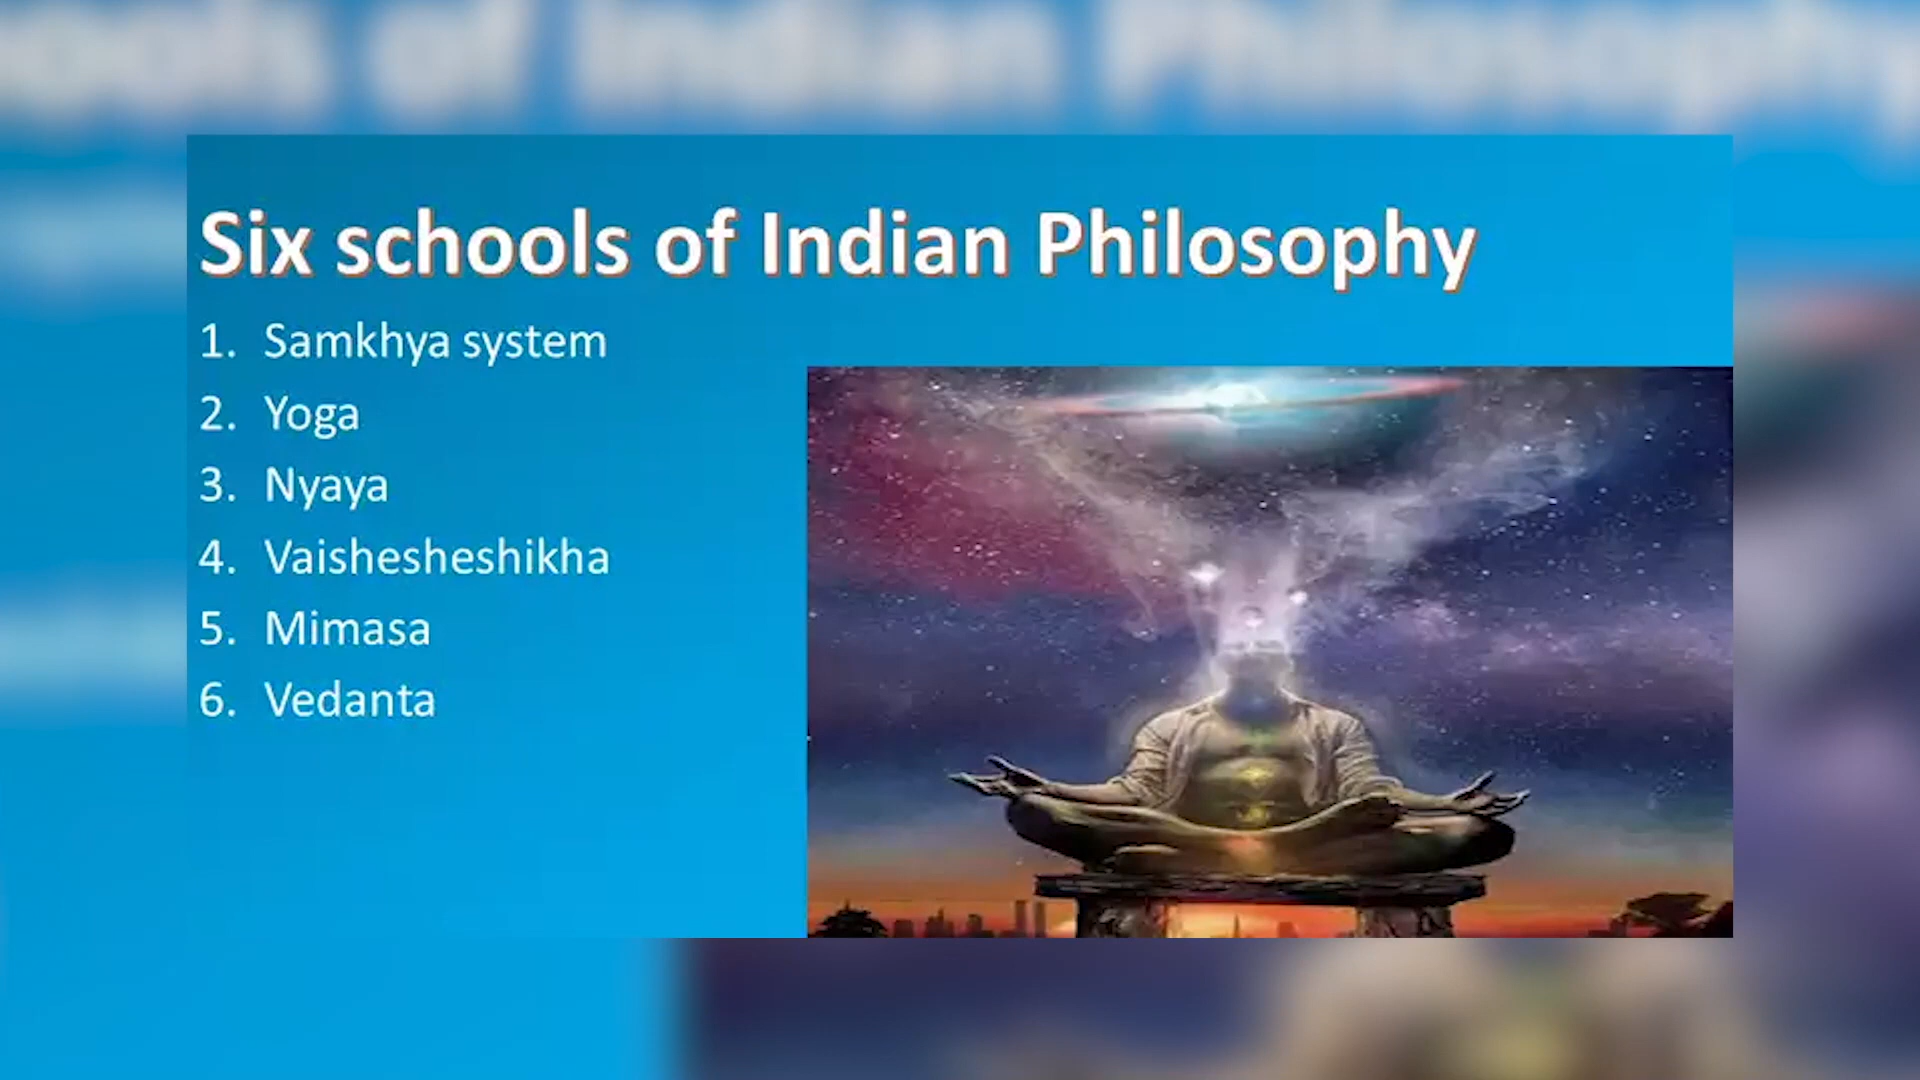 Six schools of Indian Philosophy
1. Samkhya system
2. Yoga
3. Nyaya
4. Vaishesheshikha
5. Mimasa
6. Vedanta